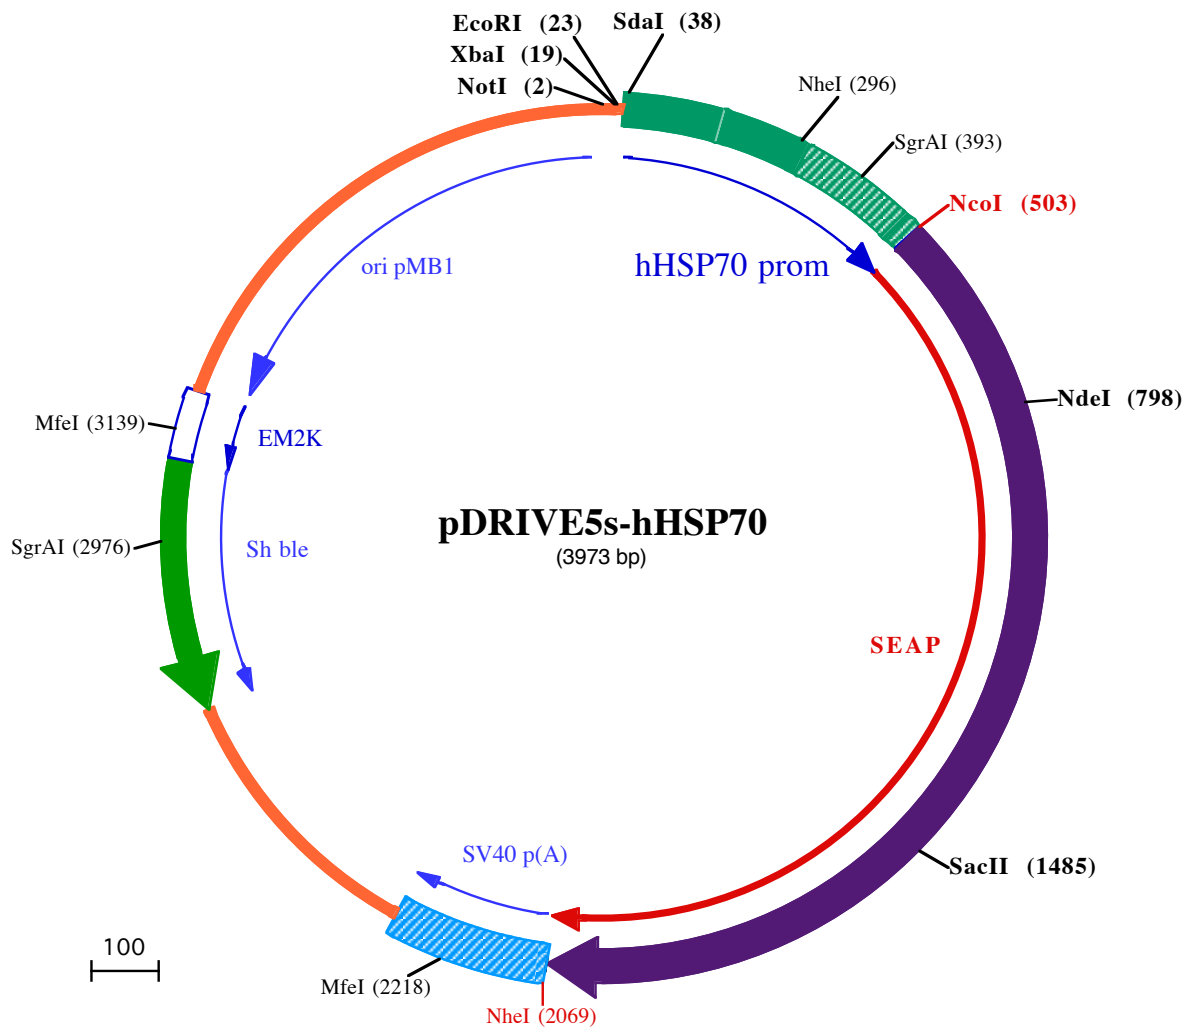 EcoRI (23)
SdaI (38)
XbaI (19)
NotI (2)
NheI (296)
SgrAI (393)
NcoI (503)
hHSP70 prom
ori pMB1
NdeI (798)
MfeI (3139)
EM2K
pDRIVE5s-hHSP70
(3973 bp)
SgrAI (2976)
Sh ble
SEAP
SV40 p(A)
SacII (1485)
100
MfeI (2218)
NheI (2069)